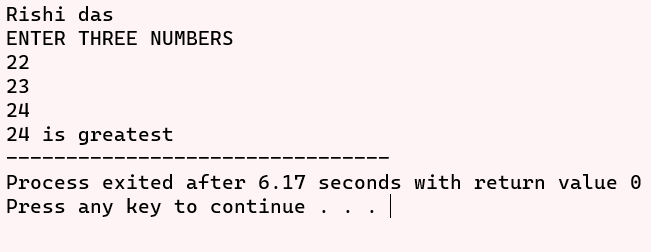 Rishi das
ENTER THREE NUMBERS
22
23
24
24 is greatest
--------------------------------
Process exited after 6.17 seconds with return value 0
Press any key to continue . . .